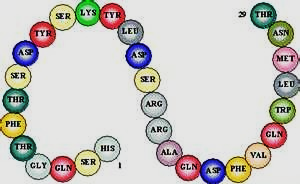 1
HIS
SER
GLN
GLY
THR
PHE
THR
SER
ASP
TYR
SER
LYS
TYR
LEU
ASP
SER
ARG
ARG
ALA
GLN
ASP
PHE
VAL
GLN
TRP
LEU
MET
ASN
THR
29